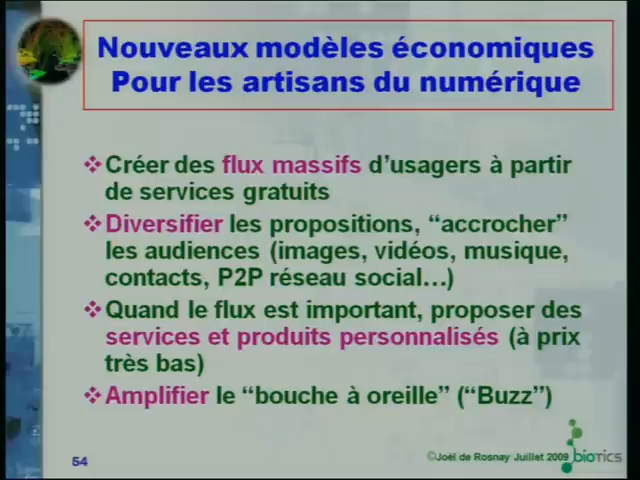 Nouveaux modèles économiques
Pour les artisans du numérique
❖Créer des flux massifs d’usagers à partir
de services gratuits
❖Diversifier les propositions, “accrocher”
les audiences (images, vidéos, musique,
contacts, P2P réseau social…)
❖Quand le flux est important, proposer des
services et produits personnalisés (à prix
très bas)
❖Amplifier le “bouche à oreille” (“Buzz”)
54
©Joël de Rosnay Juillet 2009
biotics